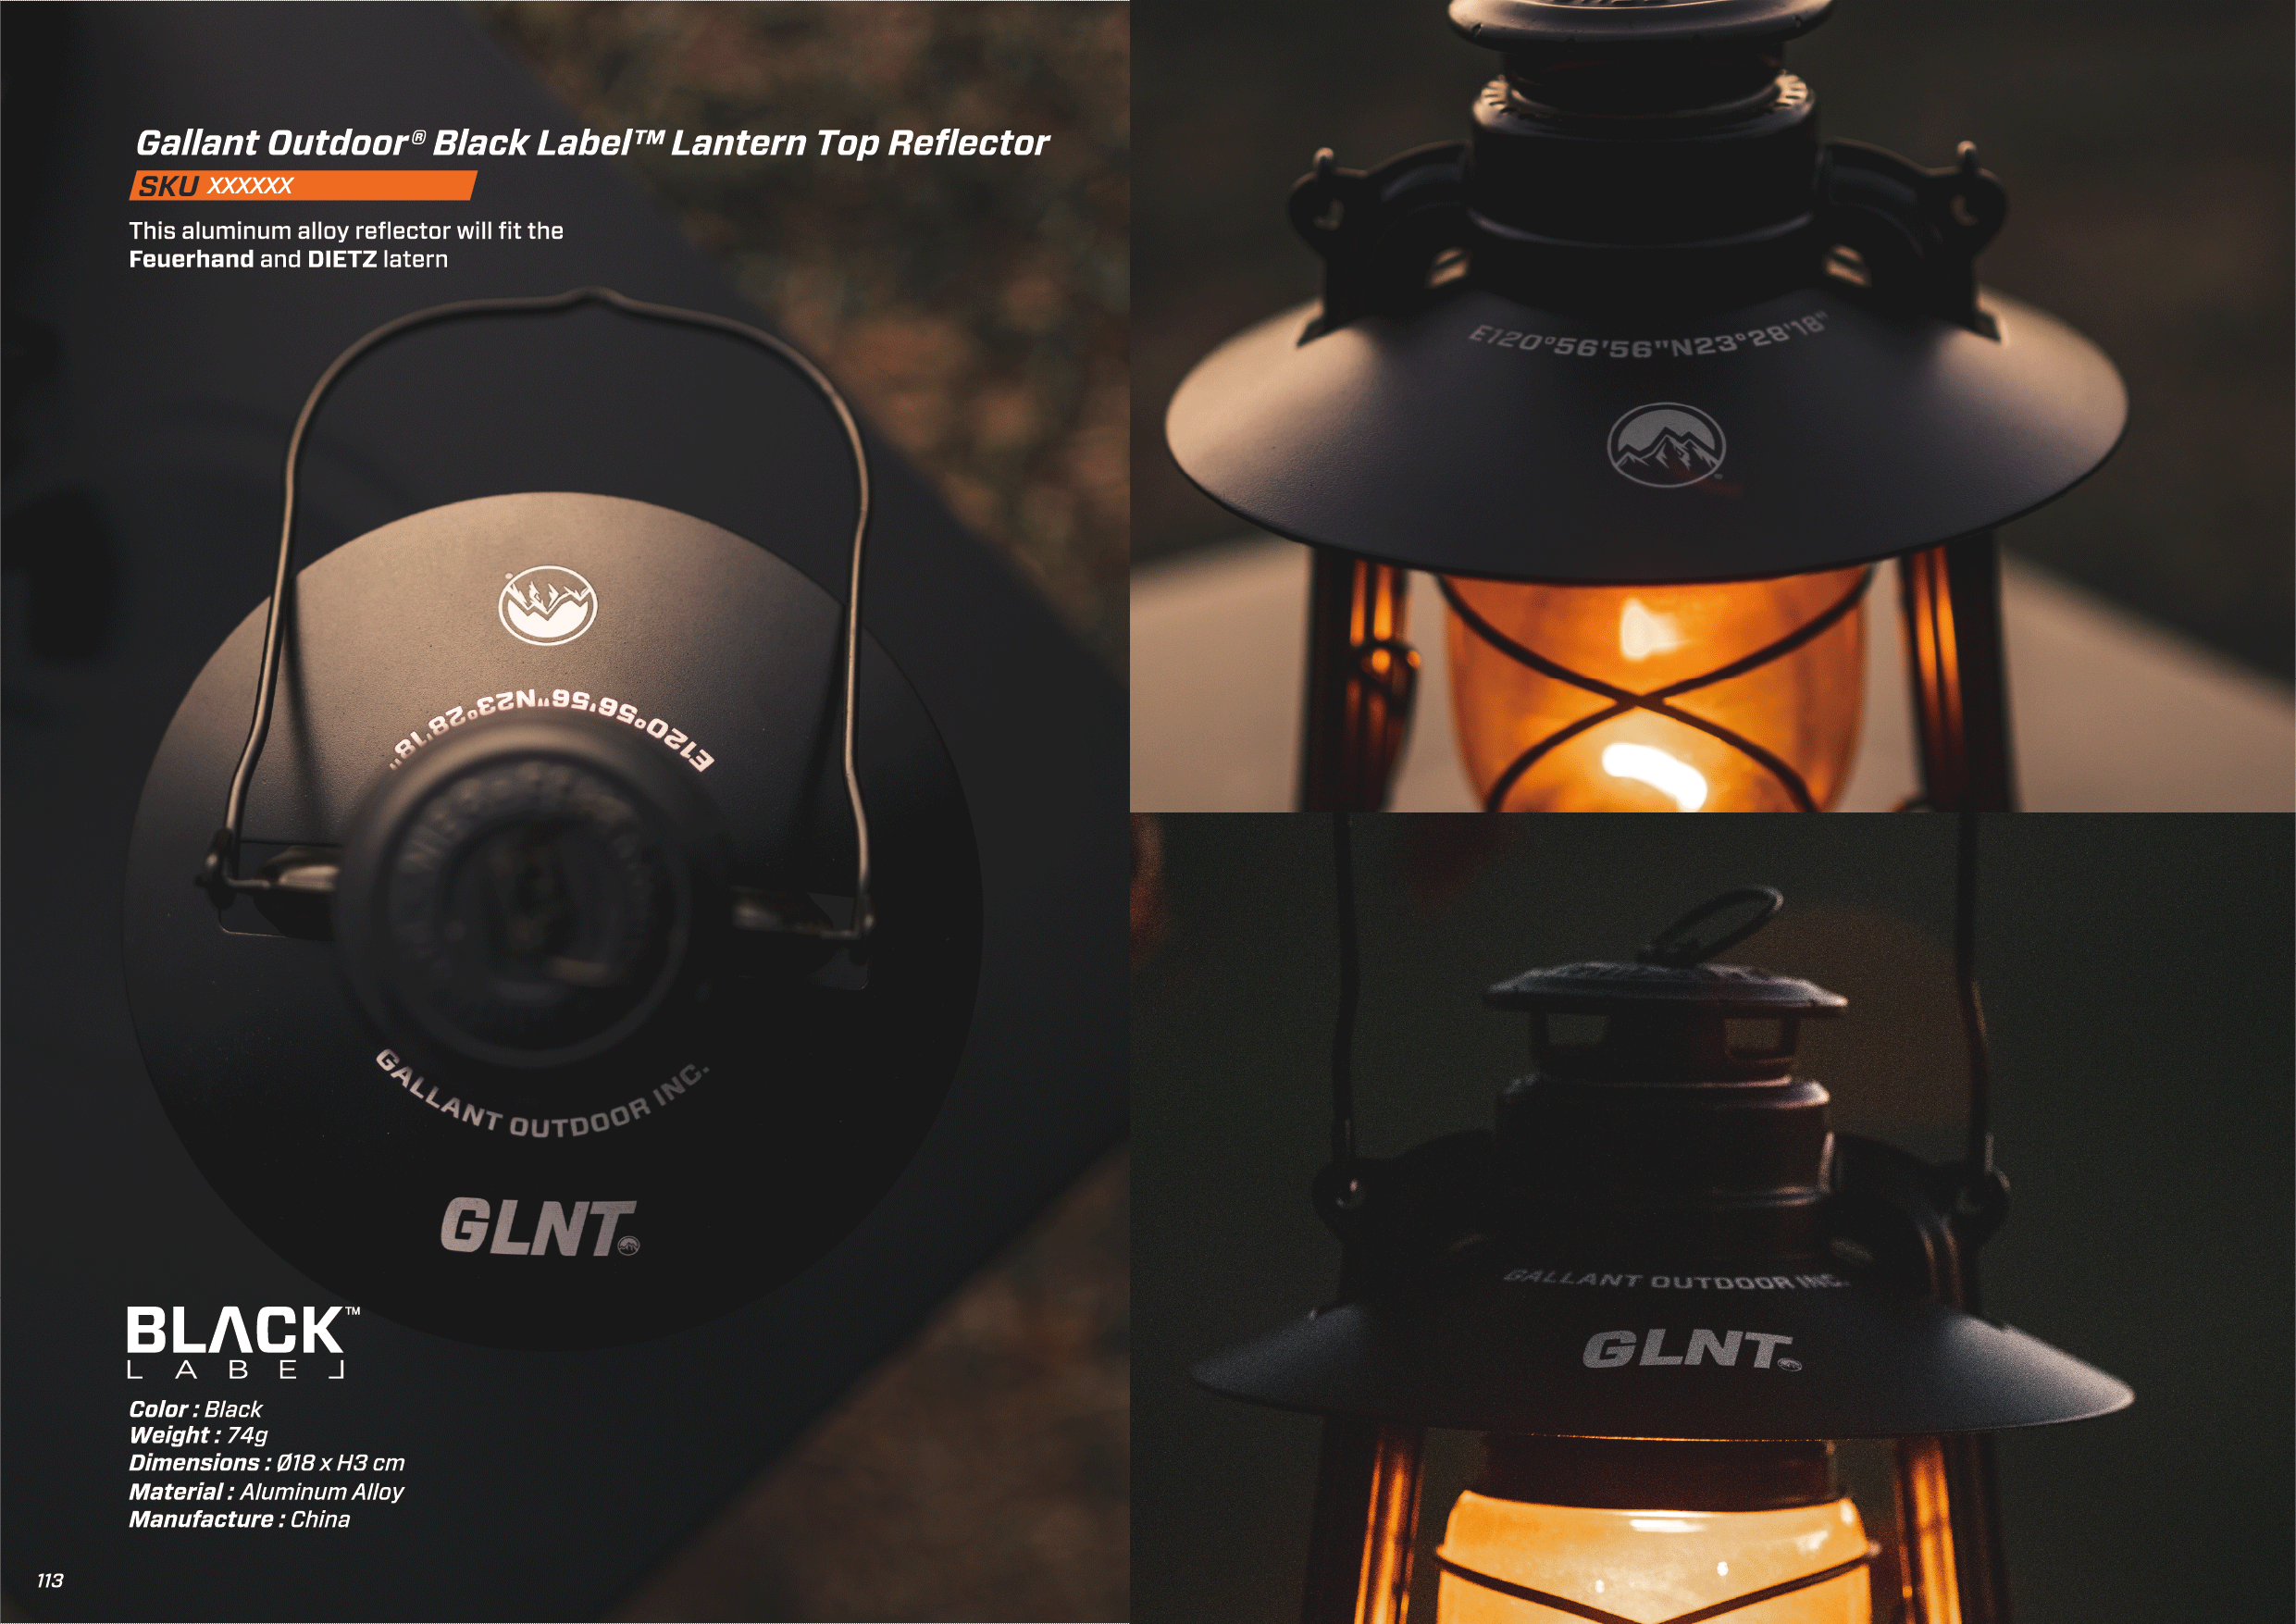 Gallant Outdoor® Black Label™ Lantern Top Reflector
SKU XXXXXX
This aluminum alloy reflector will fit the
Feuerhand and DIETZ latern
E120°56'56"N23°28'18"
GALLANT OUTDOOR INC.
GLNT
BLACK™
LABEL
Color : Black
Weight : 74g
Dimensions : Ø18 x H3 cm
Material : Aluminum Alloy
Manufacture : China
113
E120°56'56"N23°28'18"
GALLANT OUTDOOR INC.
GLNT